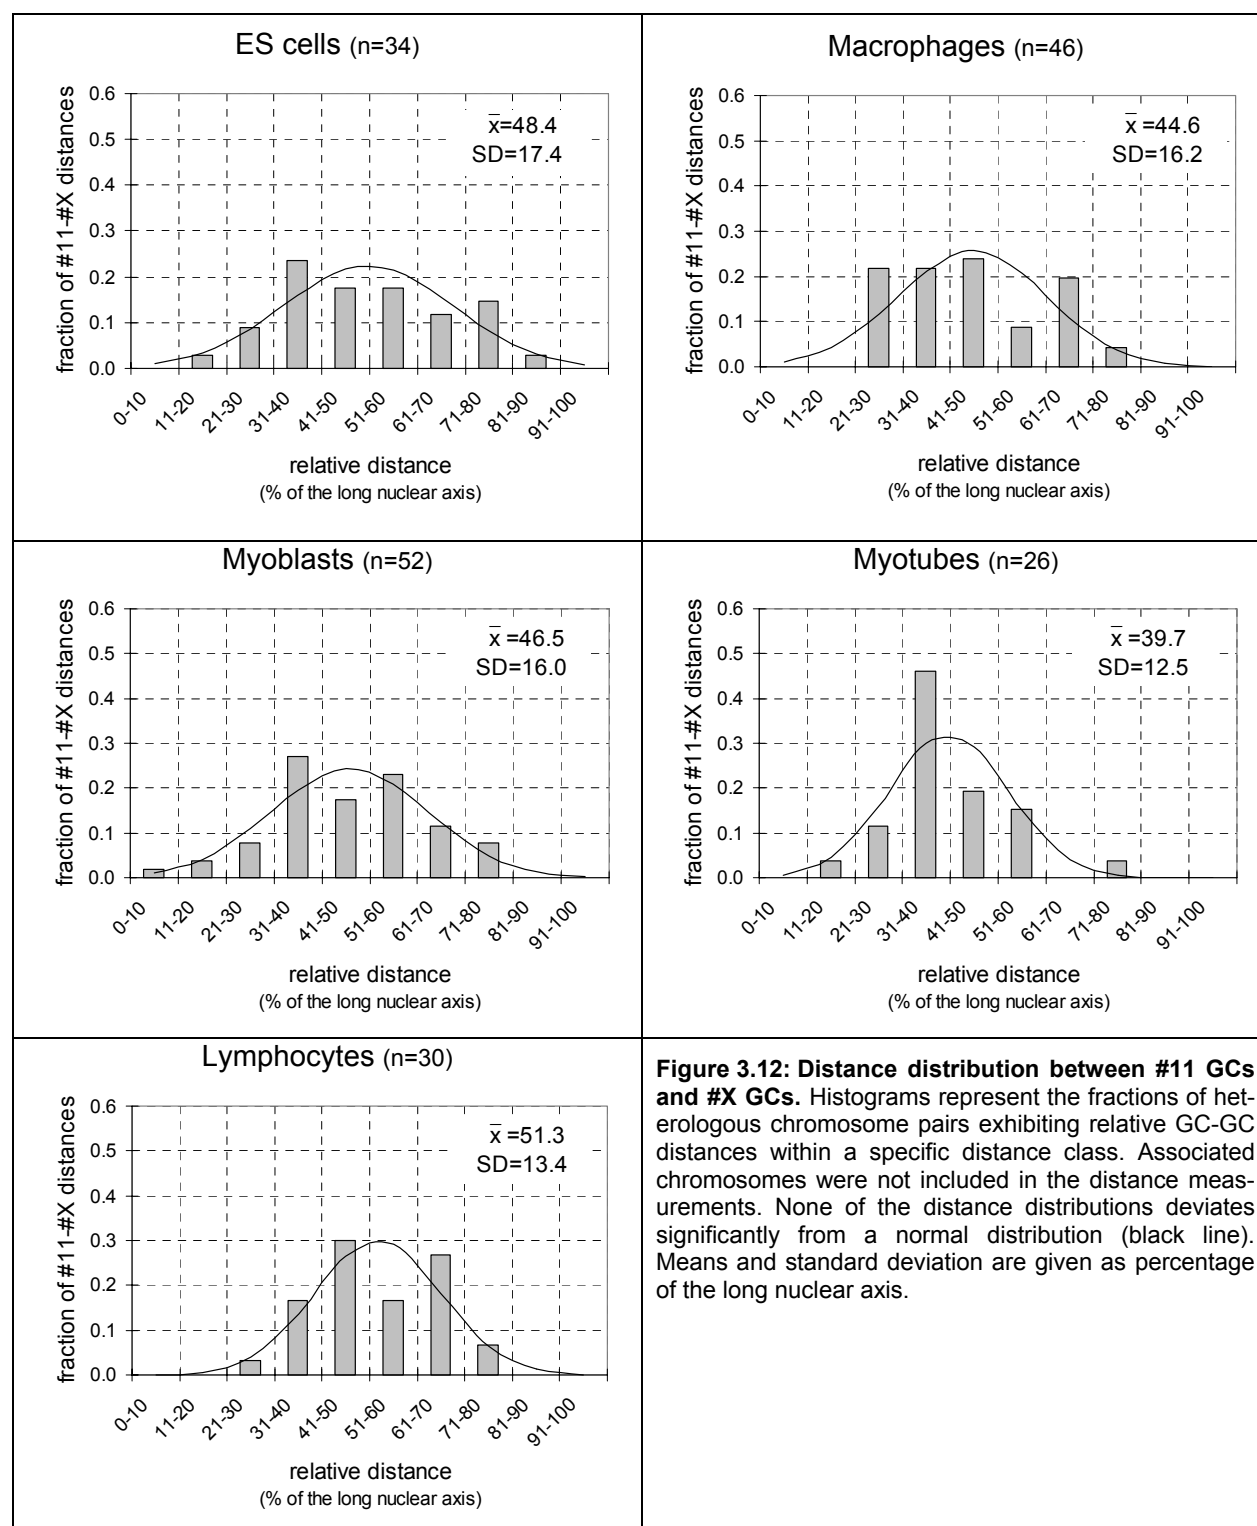 ES cells (n=34)
0.6
0.5
0.4
0.3
0.2
0.1
0.0
x̄=48.4
SD=17.4
fraction of #11-#X distances
0-10 11-20 21-30 31-40 41-50 51-60 61-70 71-80 81-90 91-100
relative distance
(% of the long nuclear axis)
Macrophages (n=46)
0.6
0.5
0.4
0.3
0.2
0.1
0.0
x̄=44.6
SD=16.2
fraction of #11-#X distances
0-10 11-20 21-30 31-40 41-50 51-60 61-70 71-80 81-90 91-100
relative distance
(% of the long nuclear axis)
Myoblasts (n=52)
0.6
0.5
0.4
0.3
0.2
0.1
0.0
x̄=46.5
SD=16.0
fraction of #11-#X distances
0-10 11-20 21-30 31-40 41-50 51-60 61-70 71-80 81-90 91-100
relative distance
(% of the long nuclear axis)
Myotubes (n=26)
0.6
0.5
0.4
0.3
0.2
0.1
0.0
x̄=39.7
SD=12.5
fraction of #11-#X distances
0-10 11-20 21-30 31-40 41-50 51-60 61-70 71-80 81-90 91-100
relative distance
(% of the long nuclear axis)
Lymphocytes (n=30)
0.6
0.5
0.4
0.3
0.2
0.1
0.0
x̄=51.3
SD=13.4
fraction of #11-#X distances
0-10 11-20 21-30 31-40 41-50 51-60 61-70 71-80 81-90 91-100
relative distance
(% of the long nuclear axis)
Figure 3.12: Distance distribution between #11 GCs
and #X GCs. Histograms represent the fractions of het-
erologous chromosome pairs exhibiting relative GC-GC
distances within a specific distance class. Associated
chromosomes were not included in the distance meas-
urements. None of the distance distributions deviates
significantly from a normal distribution (black line).
Means and standard deviation are given as percentage
of the long nuclear axis.